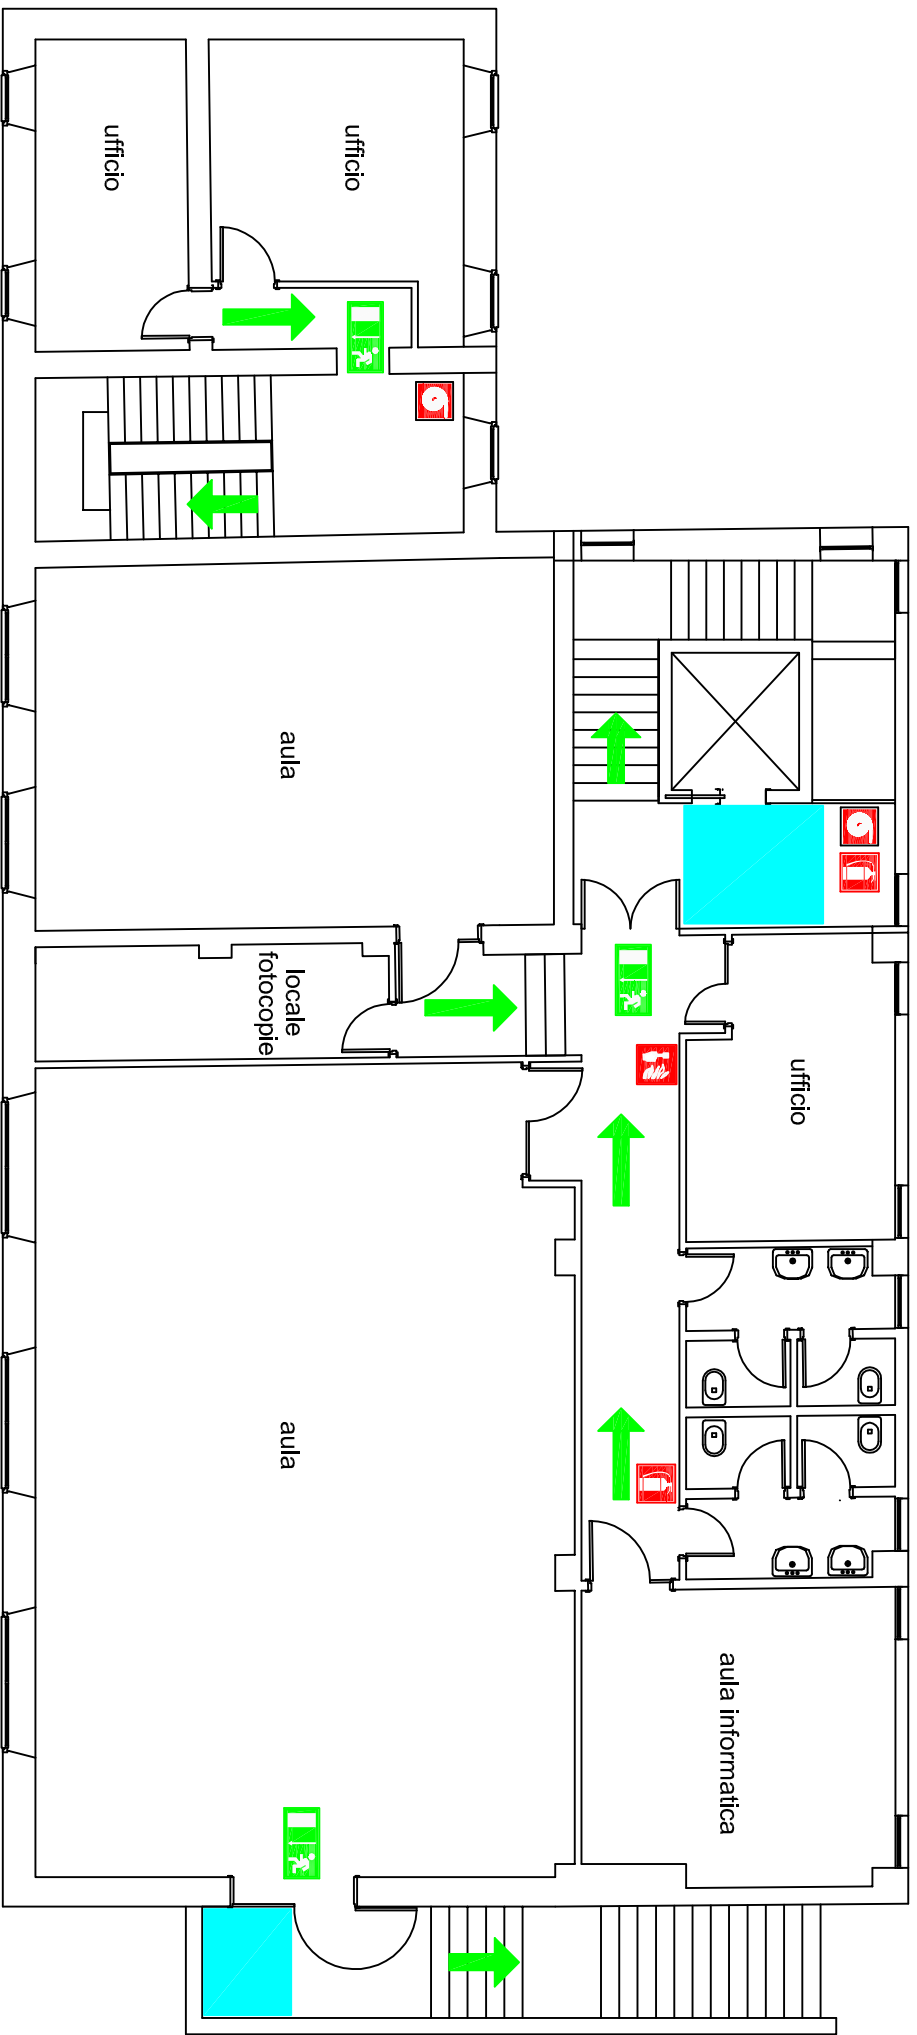 ufficio
ufficio
aula
locale
fotocopie
ufficio
aula
aula informatica